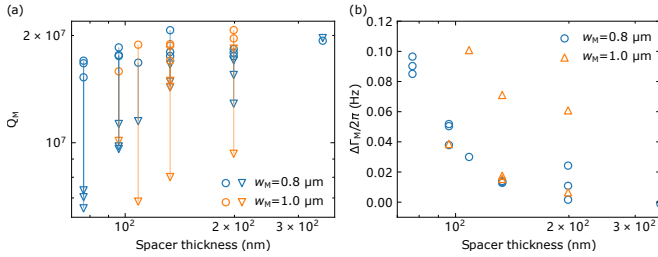 (a)
2 × 10⁷
10⁷
Q_M
w_M=0.8 µm
w_M=1.0 µm
10²
2 × 10²
3 × 10²
Spacer thickness (nm)
(b)
0.12
0.10
0.08
0.06
0.04
0.02
0.00
ΔΓ_M/2π (Hz)
w_M=0.8 µm
w_M=1.0 µm
10²
2 × 10²
3 × 10²
Spacer thickness (nm)